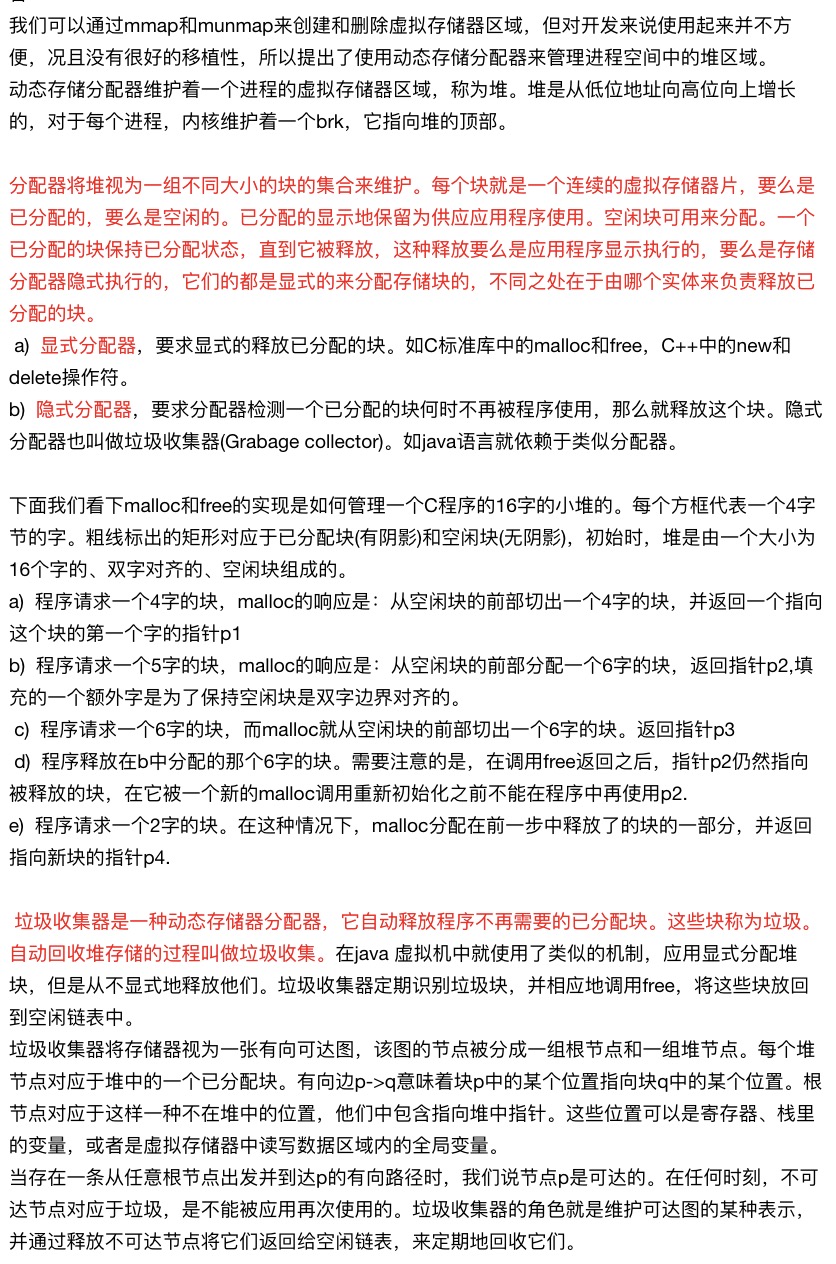 我们可以通过mmap和munmap来创建和删除虚拟存储器区域，但对开发来说使用起来并不方
便，况且没有很好的移植性，所以提出了使用动态存储分配器来管理进程空间中的堆区域。
动态存储分配器维护着一个进程的虚拟存储器区域，称为堆。堆是从低位地址向高位向上增长
的，对于每个进程，内核维护着一个brk，它指向堆的顶部。
分配器将堆视为一组不同大小的块的集合来维护。每个块就是一个连续的虚拟存储器片，要么是
已分配的，要么是空闲的。已分配的显示地保留为供应应用程序使用。空闲块可用来分配。一个
已分配的块保持已分配状态，直到它被释放，这种释放要么是应用程序显示执行的，要么是存储
分配器隐式执行的，它们的都是显式的来分配存储块的，不同之处在于由哪个实体来负责释放已
分配的块。
a) 显式分配器，要求显式的释放已分配的块。如C标准库中的malloc和free，C++中的new和
delete操作符。
b) 隐式分配器，要求分配器检测一个已分配的块何时不再被程序使用，那么就释放这个块。隐式
分配器也叫做垃圾收集器(Grabage collector)。如java语言就依赖于类似分配器。
下面我们看下malloc和free的实现是如何管理一个C程序的16字的小堆的。每个方框代表一个4字
节的字。粗线标出的矩形对应于已分配块(有阴影)和空闲块(无阴影)，初始时，堆是由一个大小为
16个字的、双字对齐的、空闲块组成的。
a) 程序请求一个4字的块，malloc的响应是：从空闲块的前部切出一个4字的块，并返回一个指向
这个块的第一个字的指针p1
b) 程序请求一个5字的块，malloc的响应是：从空闲块的前部分配一个6字的块，返回指针p2,填
充的一个额外字是为了保持空闲块是双字边界对齐的。
c) 程序请求一个6字的块，而malloc就从空闲块的前部切出一个6字的块。返回指针p3
d) 程序释放在b中分配的那个6字的块。需要注意的是，在调用free返回之后，指针p2仍然指向
被释放的块，在它被一个新的malloc调用重新初始化之前不能在程序中再使用p2.
e) 程序请求一个2字的块。在这种情况下，malloc分配在前一步中释放了的块的一部分，并返回
指向新块的指针p4.
垃圾收集器是一种动态存储器分配器，它自动释放程序不再需要的已分配块。这些块称为垃圾。
自动回收堆存储的过程叫做垃圾收集。在java 虚拟机中就使用了类似的机制，应用显式分配堆
块，但是从不显式地释放他们。垃圾收集器定期识别垃圾块，并相应地调用free，将这些块放回
到空闲链表中。
垃圾收集器将存储器视为一张有向可达图，该图的节点被分成一组根节点和一组堆节点。每个堆
节点对应于堆中的一个已分配块。有向边p->q意味着块p中的某个位置指向块q中的某个位置。根
节点对应于这样一种不在堆中的位置，他们中包含指向堆中指针。这些位置可以是寄存器、栈里
的变量，或者是虚拟存储器中读写数据区域内的全局变量。
当存在一条从任意根节点出发并到达p的有向路径时，我们说节点p是可达的。在任何时刻，不可
达节点对应于垃圾，是不能被应用再次使用的。垃圾收集器的角色就是维护可达图的某种表示，
并通过释放不可达节点将它们返回给空闲链表，来定期地回收它们。